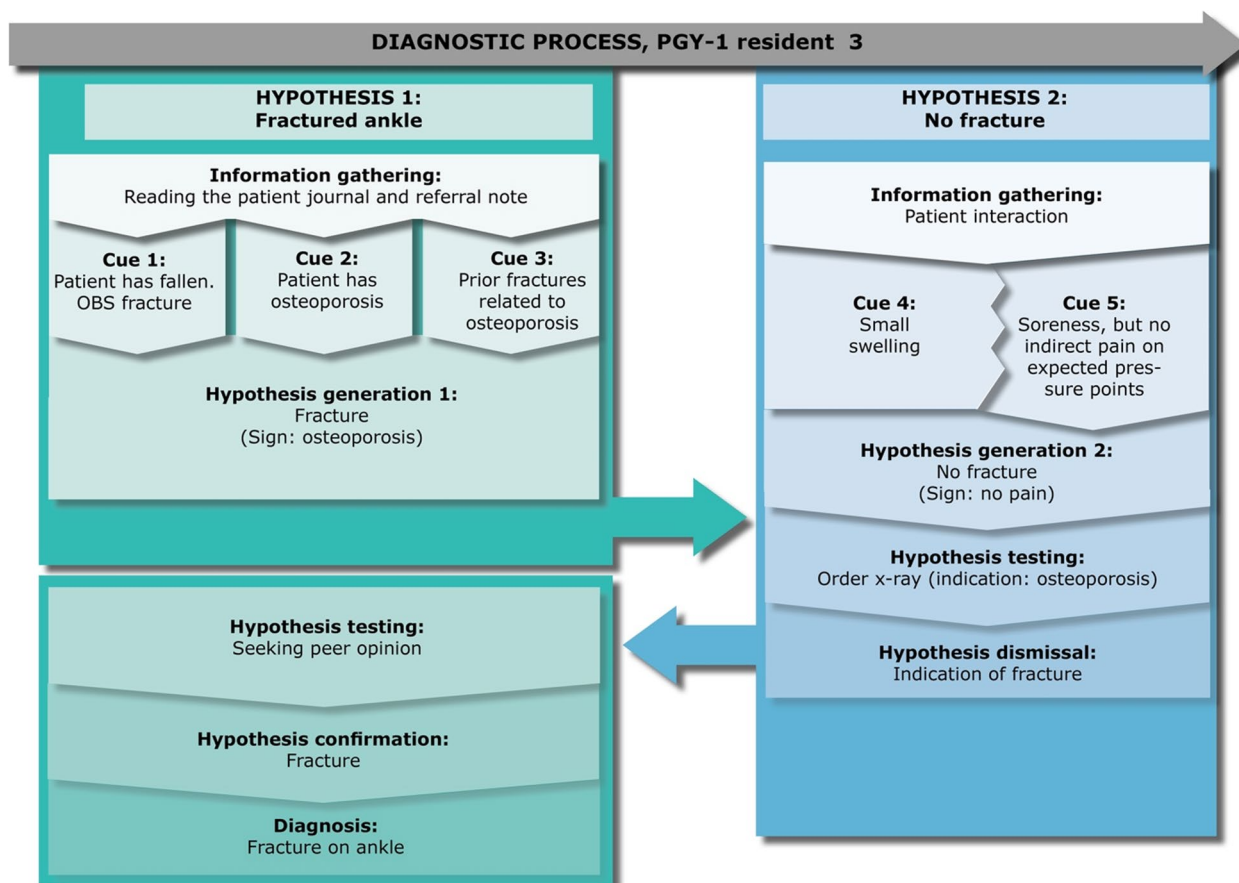 DIAGNOSTIC PROCESS, PGY-1 resident 3
HYPOTHESIS 1:
Fractured ankle
Information gathering:
Reading the patient journal and referral note
Cue 1:
Patient has fallen.
OBS fracture
Cue 2:
Patient has
osteoporosis
Cue 3:
Prior fractures
related to
osteoporosis
Hypothesis generation 1:
Fracture
(Sign: osteoporosis)
HYPOTHESIS 2:
No fracture
Information gathering:
Patient interaction
Cue 4:
Small
swelling
Cue 5:
Soreness, but no
indirect pain on
expected pres-
sure points
Hypothesis generation 2:
No fracture
(Sign: no pain)
Hypothesis testing:
Order x-ray (indication: osteoporosis)
Hypothesis dismissal:
Indication of fracture
Hypothesis testing:
Seeking peer opinion
Hypothesis confirmation:
Fracture
Diagnosis:
Fracture on ankle